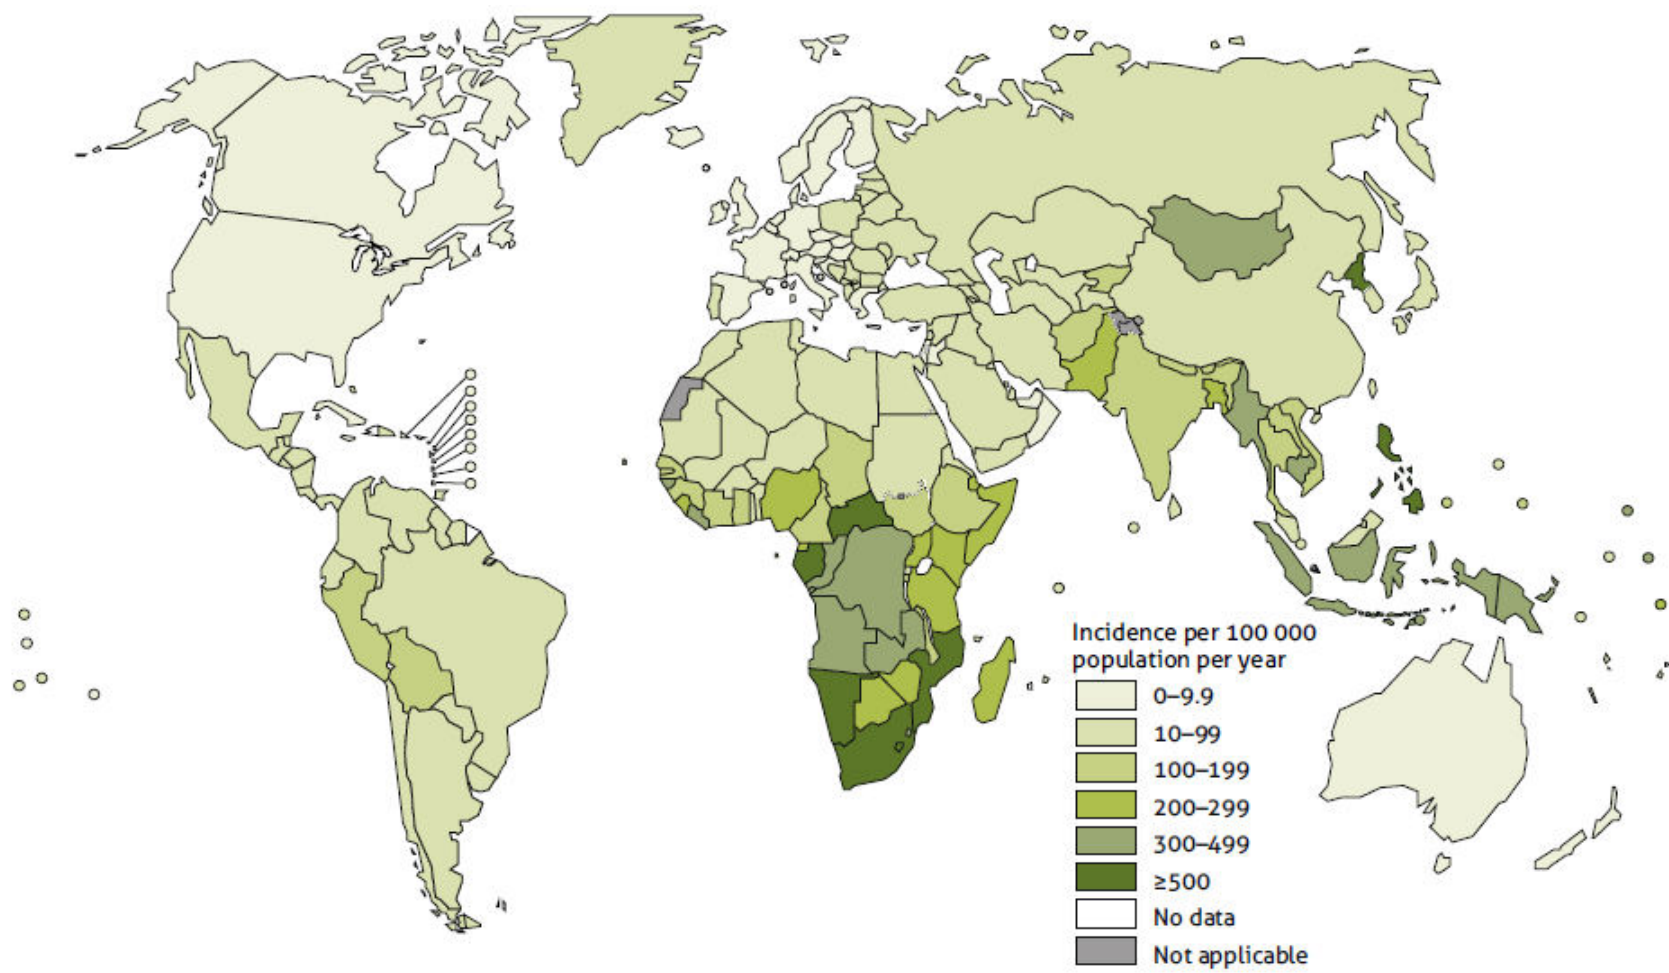 Incidence per 100 000
population per year
0–9.9
10–99
100–199
200–299
300–499
≥500
No data
Not applicable